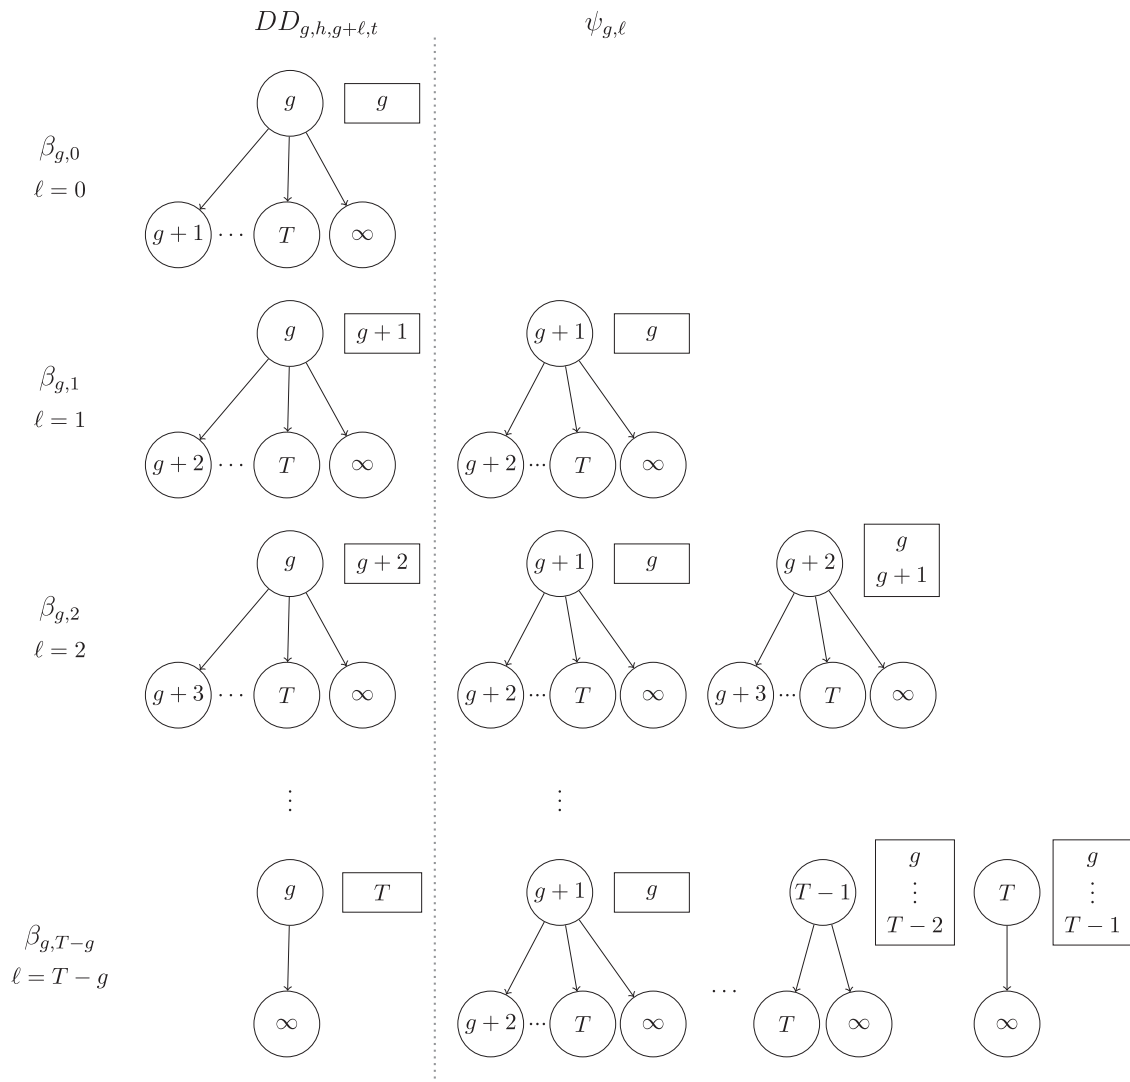 DD_{g,h,g+ℓ,t} ψ_{g,ℓ}
g g
β_{g,0}
ℓ = 0
g + 1 ··· T ∞
g g + 1 g + 1 g
β_{g,1}
ℓ = 1
g + 2 ··· T ∞ g + 2 ··· T ∞
g g + 2 g + 1 g g + 2 g
g + 1
β_{g,2}
ℓ = 2
g + 3 ··· T ∞ g + 2 ··· T ∞ g + 3 ··· T ∞
⋮ ⋮
g T g + 1 g T − 1 g
⋮
T − 2
T g
⋮
T − 1
β_{g,T−g}
ℓ = T − g
∞ g + 2 ··· T ∞ ··· T ∞ ∞